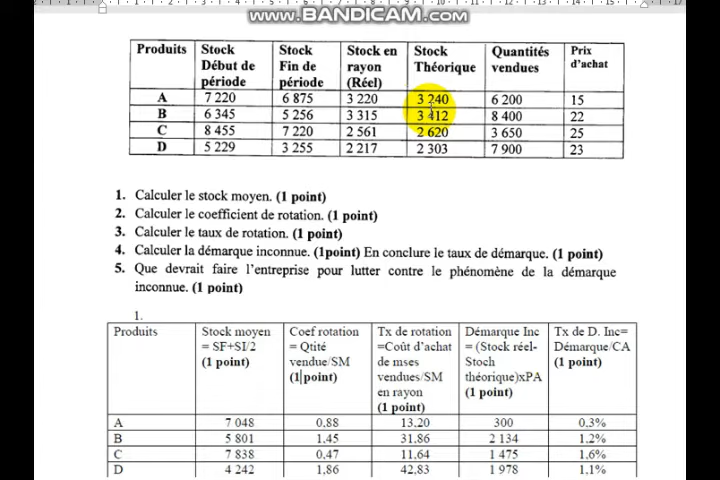 www.BANDICAM.com
Produits Stock Début de période Stock Fin de période Stock en rayon (Réel) Stock Théorique Quantités vendues Prix d'achat
A 7 220 6 875 3 220 3 240 6 200 15
B 6 345 5 256 3 315 3 412 8 400 22
C 8 455 7 220 2 561 2 620 3 650 25
D 5 229 3 255 2 217 2 303 7 900 23
1. Calculer le stock moyen. (1 point)
2. Calculer le coefficient de rotation. (1 point)
3. Calculer le taux de rotation. (1 point)
4. Calculer la démarque inconnue. (1point) En conclure le taux de démarque. (1 point)
5. Que devrait faire l'entreprise pour lutter contre le phénomène de la démarque
inconnue. (1 point)
1.
Produits Stock moyen = SF+SI/2 (1 point) Coef rotation = Qtité vendue/SM (1 point) Tx de rotation =Coût d'achat de mses vendues/SM en rayon (1 point) Démarque Inc = (Stock réel- Stoch théorique)xPA (1 point) Tx de D. Inc= Démarque/CA (1 point)
A 7 048 0,88 13,20 300 0,3%
B 5 801 1,45 31,86 2 134 1,2%
C 7 838 0,47 11,64 1 475 1,6%
D 4 242 1,86 42,83 1 978 1,1%